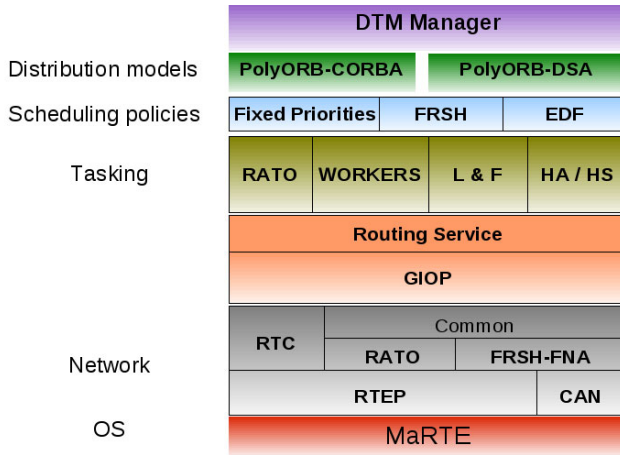 DTM Manager
Distribution models PolyORB-CORBA PolyORB-DSA
Scheduling policies Fixed Priorities FRSH EDF
Tasking RATO WORKERS L & F HA / HS
Routing Service
GIOP
Common
RTC
RATO FRSH-FNA
Network
RTEP CAN
OS MaRTE